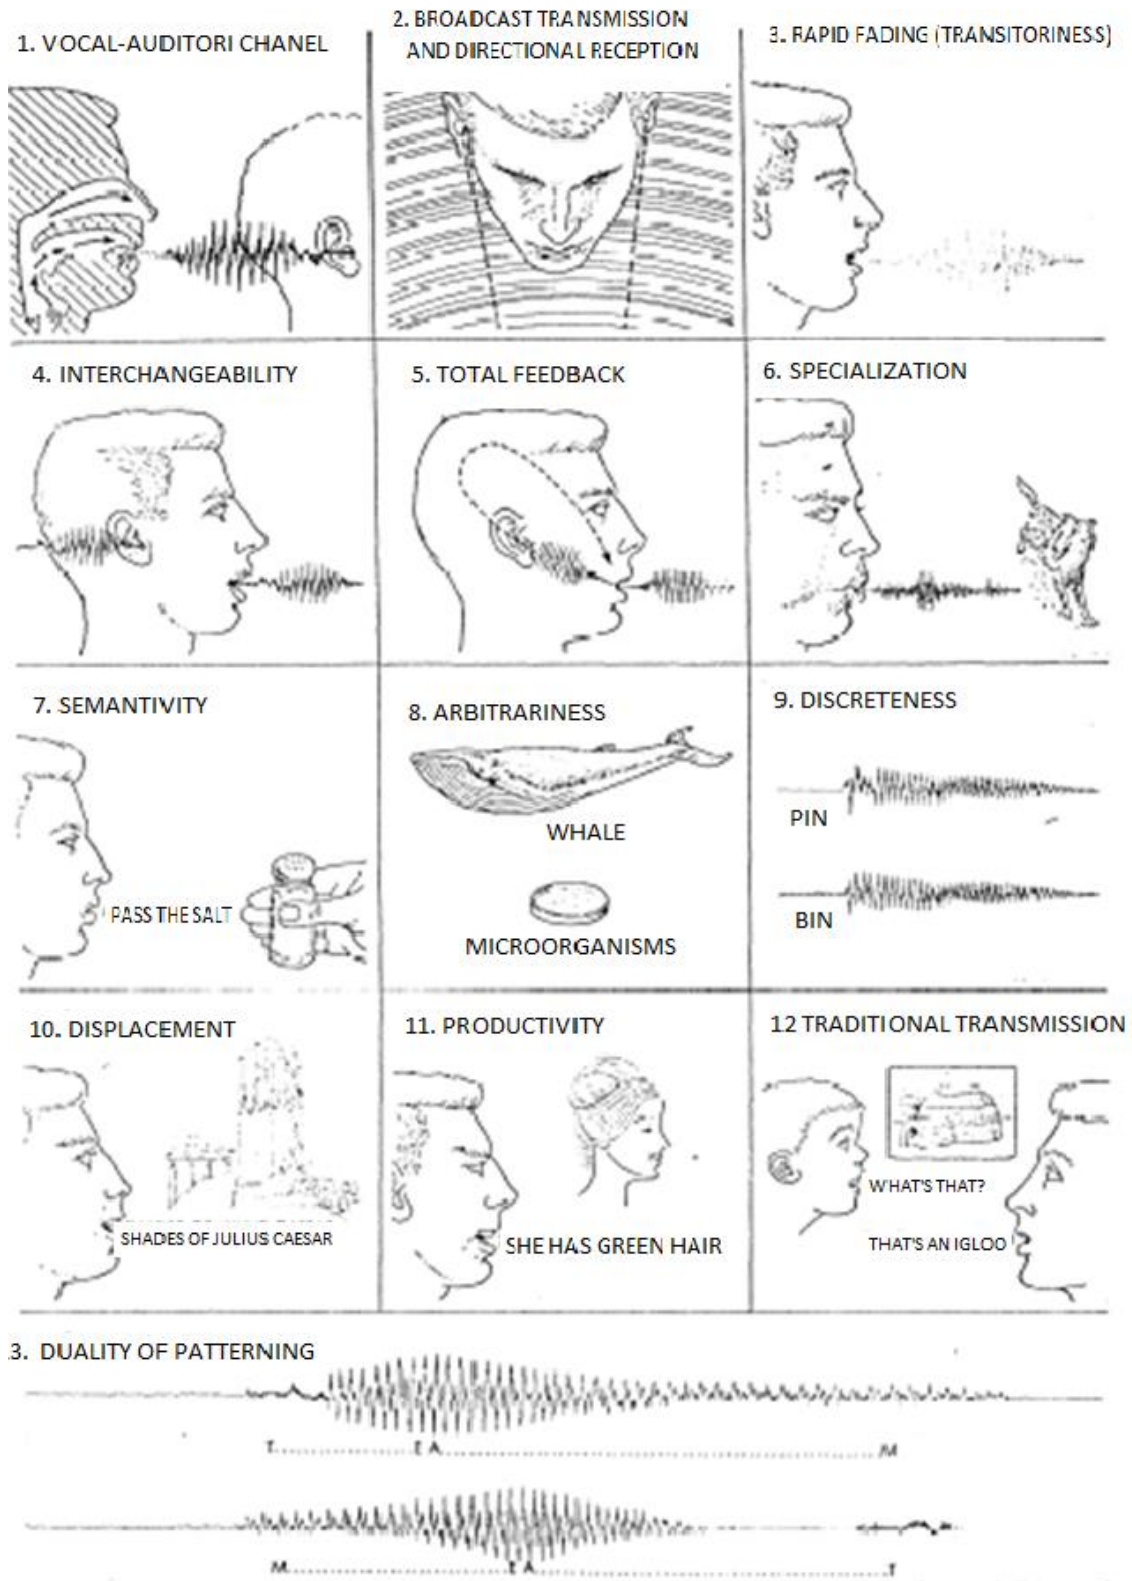 1. VOCAL-AUDITORI CHANEL
2. BROADCAST TRANSMISSION
AND DIRECTIONAL RECEPTION
3. RAPID FADING (TRANSITORINESS)
4. INTERCHANGEABILITY
5. TOTAL FEEDBACK
6. SPECIALIZATION
7. SEMANTIVITY
PASS THE SALT
8. ARBITRARINESS
WHALE
MICROORGANISMS
9. DISCRETENESS
PIN
BIN
10. DISPLACEMENT
SHADES OF JULIUS CAESAR
11. PRODUCTIVITY
SHE HAS GREEN HAIR
12 TRADITIONAL TRANSMISSION
WHAT'S THAT?
THAT'S AN IGLOO
3. DUALITY OF PATTERNING
T..................E A.......................................................M
M..............................E A..............................................T